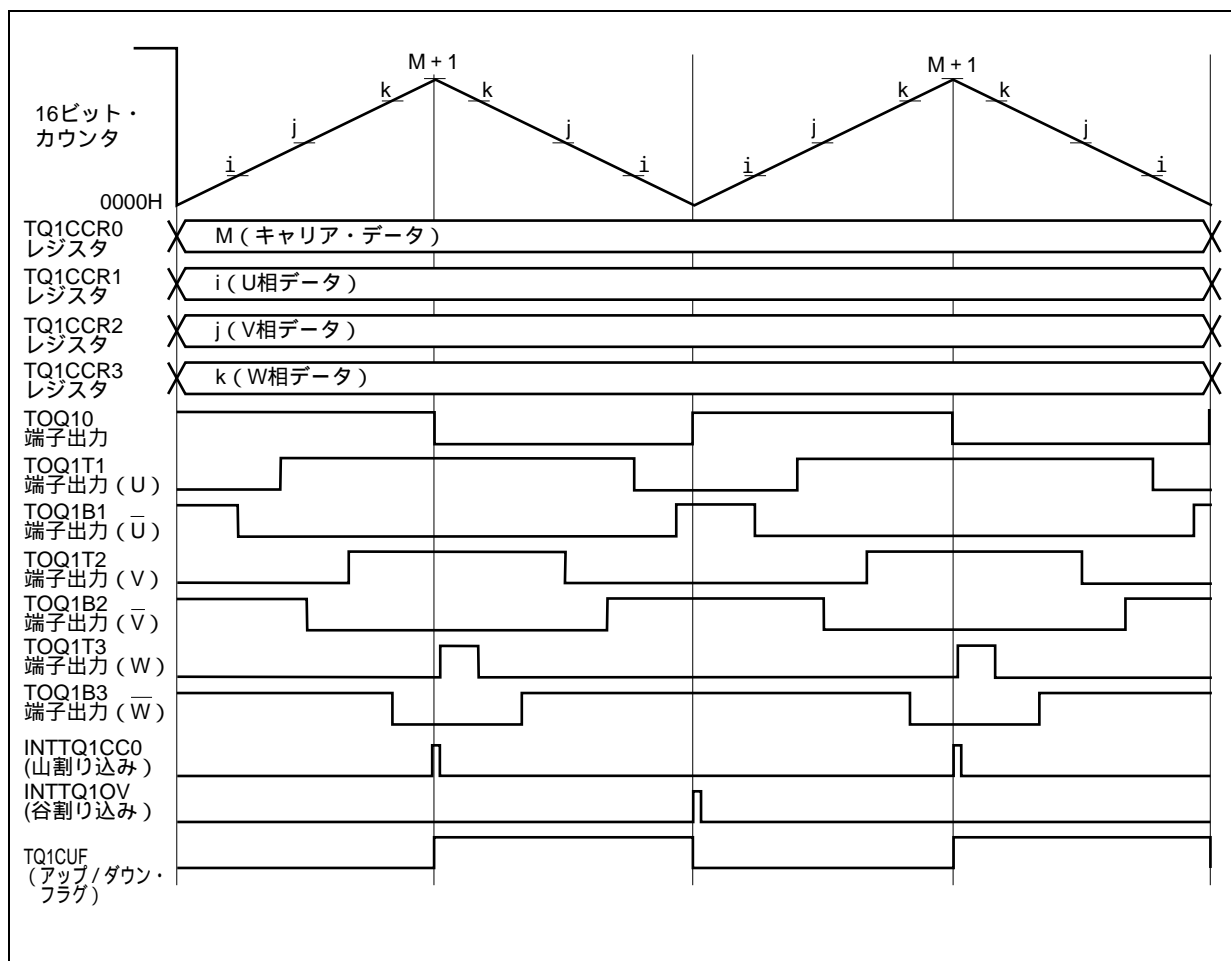 M + 1
M + 1
k
k
k
k
16ビット・
カウンタ
j
j
j
j
i
i
i
i
0000H
TQ1CCR0
レジスタ
M（キャリア・データ）
TQ1CCR1
レジスタ
i（U相データ）
TQ1CCR2
レジスタ
j（V相データ）
TQ1CCR3
レジスタ
k（W相データ）
TOQ10
端子出力
TOQ1T1
端子出力（U）
TOQ1B1
端子出力（U̅）
TOQ1T2
端子出力（V）
TOQ1B2
端子出力（V̅）
TOQ1T3
端子出力（W）
TOQ1B3
端子出力（W̅）
INTTQ1CC0
(山割り込み）
INTTQ1OV
(谷割り込み）
TQ1CUF
（アップ/ダウン・
フラグ）